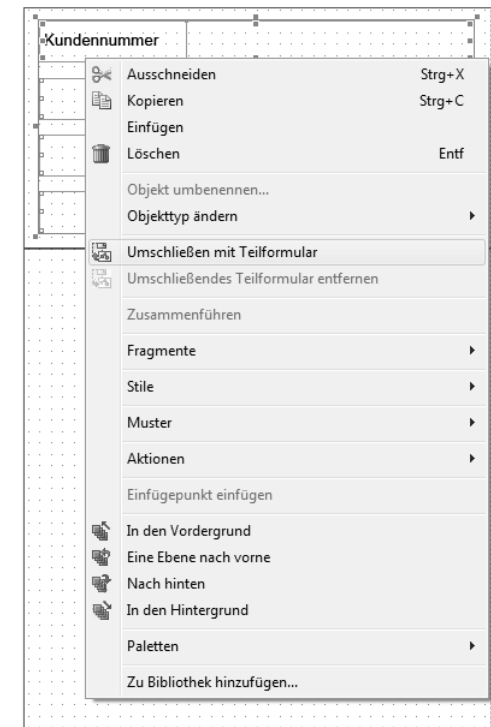 Kundennummer
Ausschneiden Strg+X
Kopieren Strg+C
Einfügen
Löschen Entf
Objekt umbenennen...
Objekttyp ändern
Umschließen mit Teilformular
Umschließendes Teilformular entfernen
Zusammenführen
Fragmente
Stile
Muster
Aktionen
Einfügepunkt einfügen
In den Vordergrund
Eine Ebene nach vorne
Nach hinten
In den Hintergrund
Paletten
Zu Bibliothek hinzufügen...